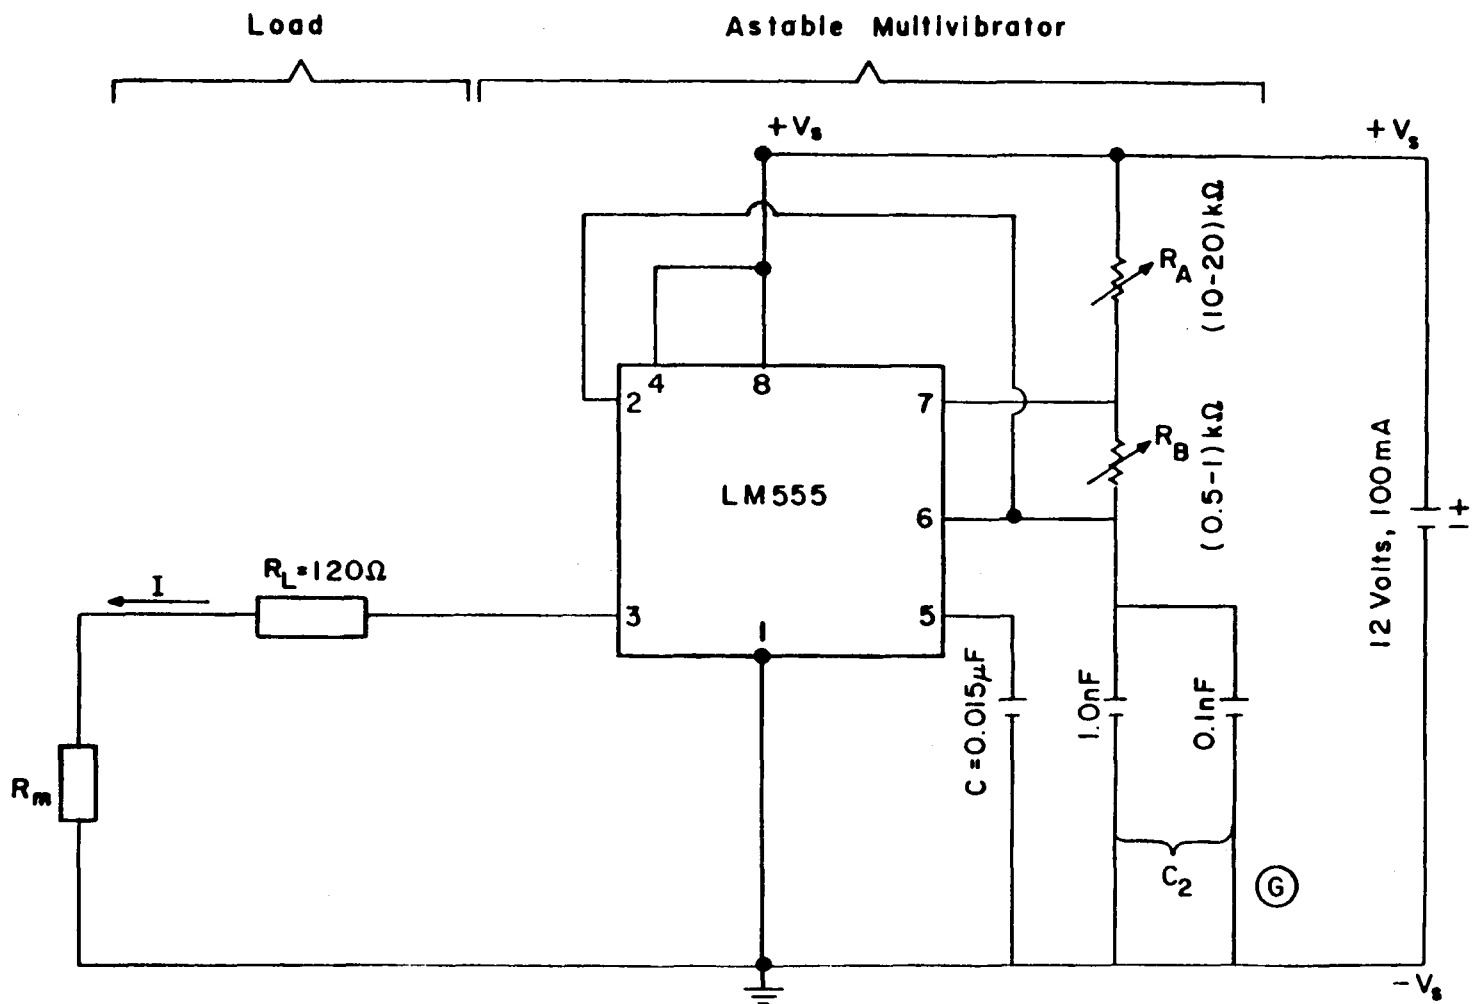 Load
Astable Multivibrator
+Vs
+Vs
RA
(10-20)kΩ
4
8
2
7
RB
(0.5-1)kΩ
LM555
6
12 Volts, 100mA
+
−
RL=120Ω
I
3
1
5
C=0.015μF
1.0nF
0.1nF
Rm
C2
G
-Vs